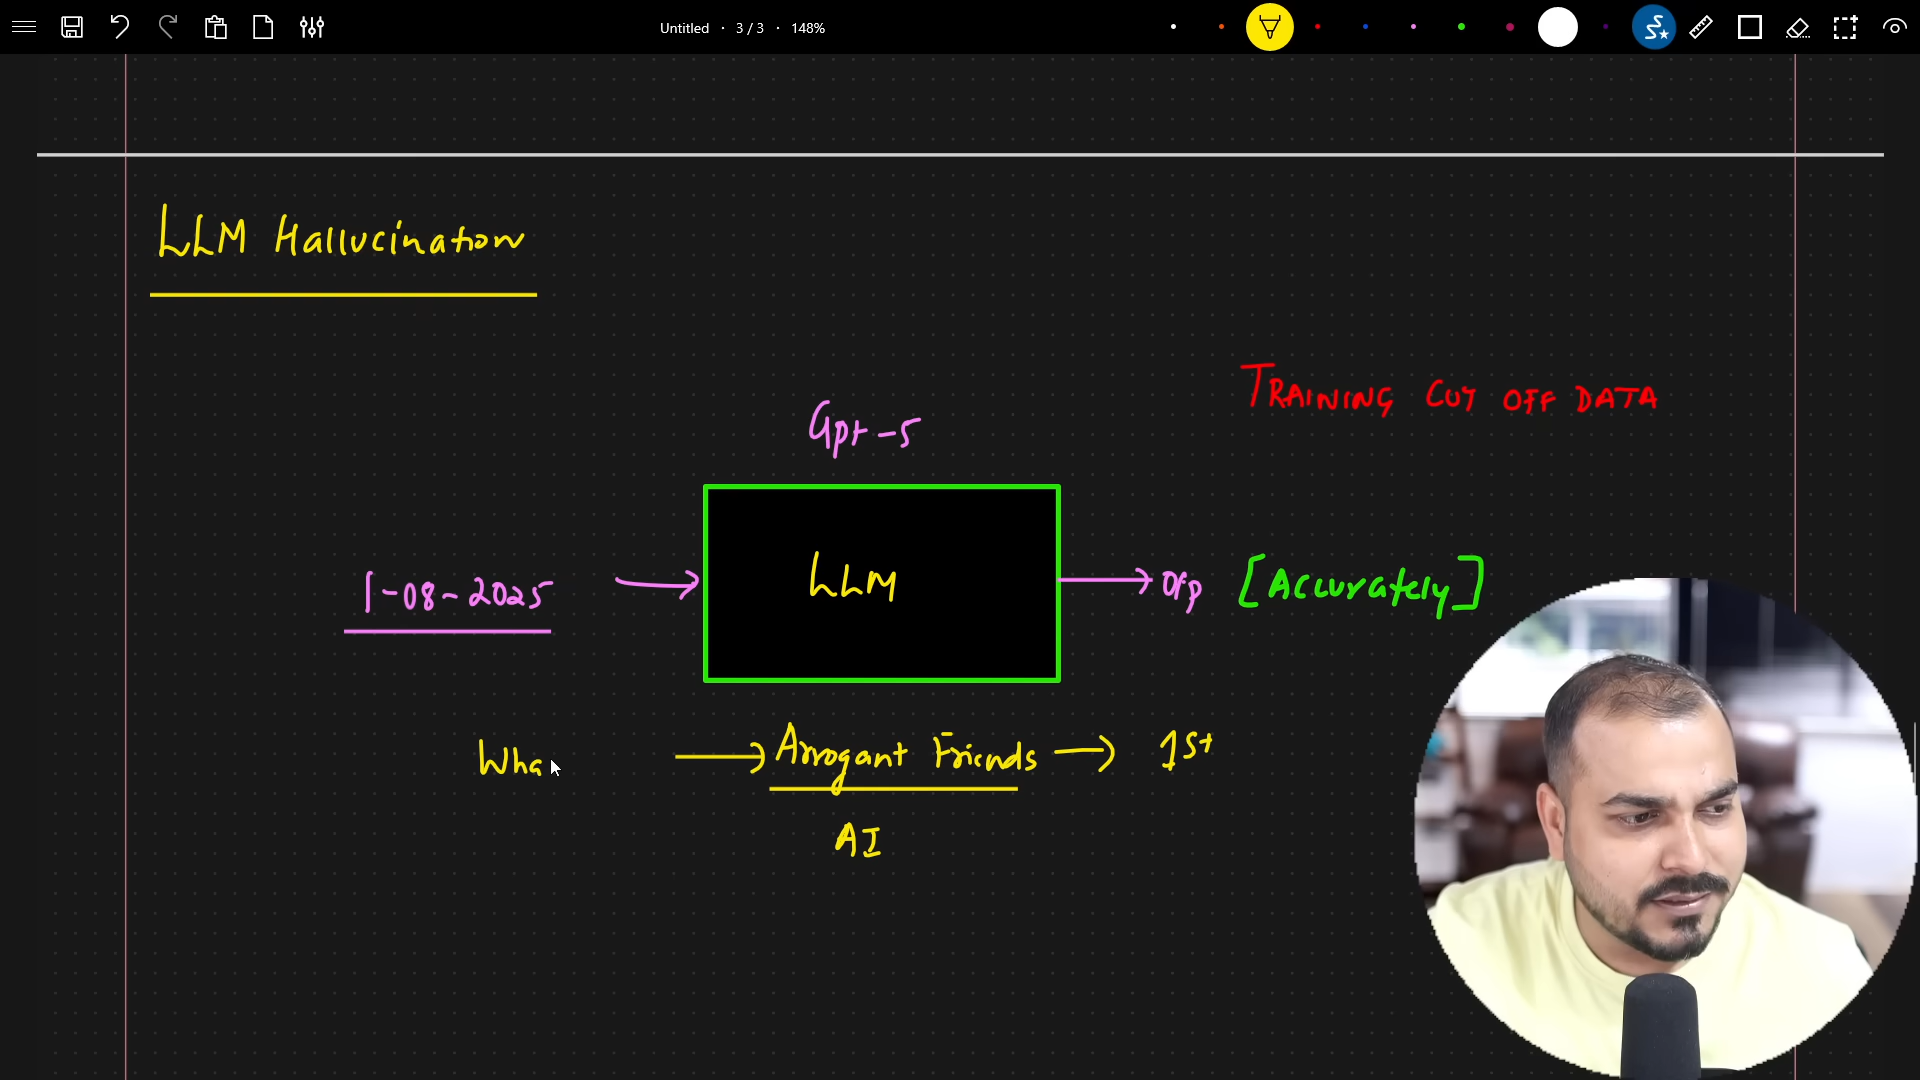 Untitled · 3 / 3 · 148%
LLM Hallucination
TRAINING CUT OFF DATA
Gpt-5
1-08-2025
LLM
O/p [Accurately]
Wha
Arrogant Friends
1st
AI